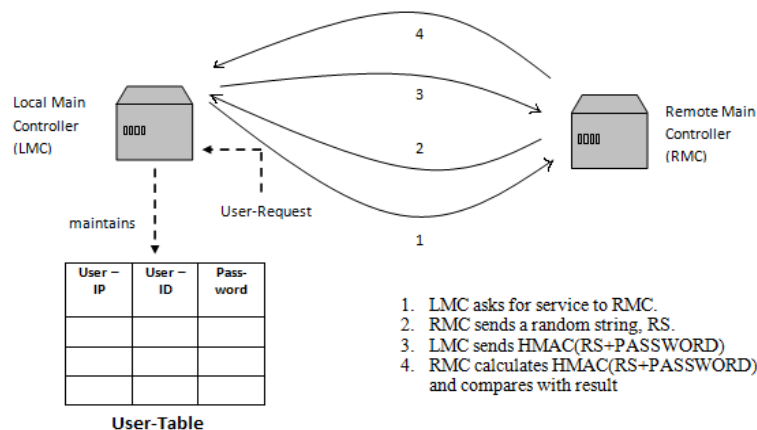 4
Local Main
Controller
(LMC)
3
Remote Main
Controller
(RMC)
2
User-Request
maintains
1
User –
IP
User –
ID
Pass-
word
1. LMC asks for service to RMC.
2. RMC sends a random string, RS.
3. LMC sends HMAC(RS+PASSWORD)
4. RMC calculates HMAC(RS+PASSWORD)
and compares with result
User-Table